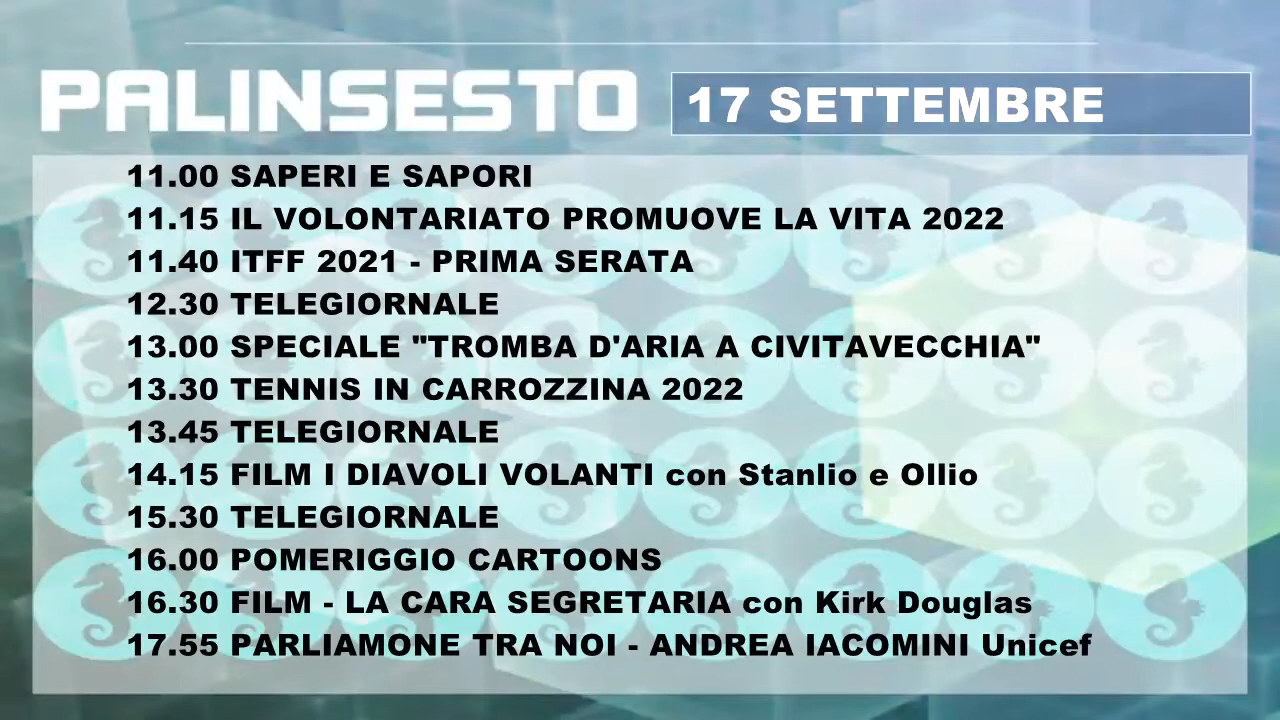 PALINSESTO
17 SETTEMBRE
11.00 SAPERI E SAPORI
11.15 IL VOLONTARIATO PROMUOVE LA VITA 2022
11.40 ITFF 2021 - PRIMA SERATA
12.30 TELEGIORNALE
13.00 SPECIALE "TROMBA D'ARIA A CIVITAVECCHIA"
13.30 TENNIS IN CARROZZINA 2022
13.45 TELEGIORNALE
14.15 FILM I DIAVOLI VOLANTI con Stanlio e Ollio
15.30 TELEGIORNALE
16.00 POMERIGGIO CARTOONS
16.30 FILM - LA CARA SEGRETARIA con Kirk Douglas
17.55 PARLIAMONE TRA NOI - ANDREA IACOMINI Unicef